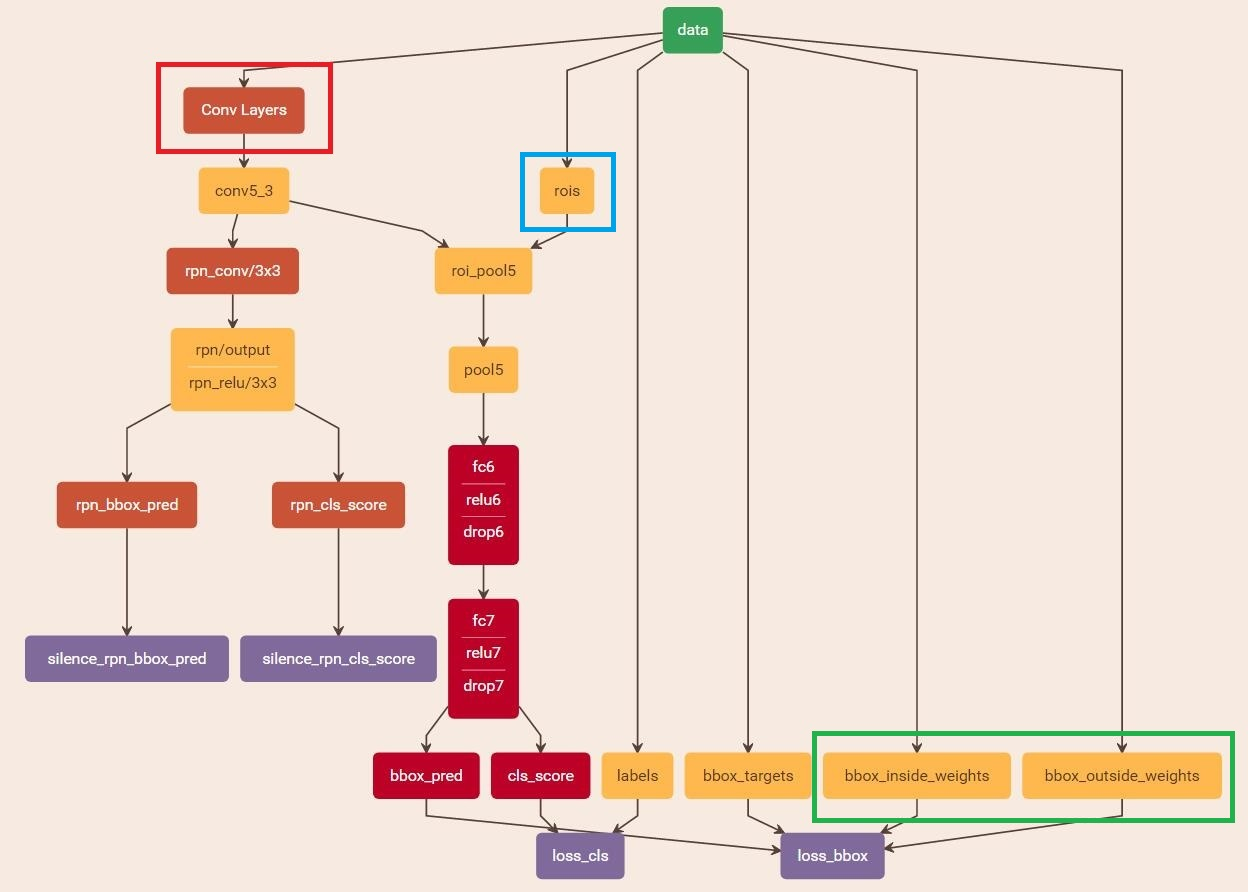 data
Conv Layers
conv5_3
rois
rpn_conv/3x3
roi_pool5
rpn/output
rpn_relu/3x3
pool5
fc6
relu6
drop6
rpn_bbox_pred
rpn_cls_score
fc7
relu7
drop7
silence_rpn_bbox_pred
silence_rpn_cls_score
bbox_pred
cls_score
labels
bbox_targets
bbox_inside_weights
bbox_outside_weights
loss_cls
loss_bbox